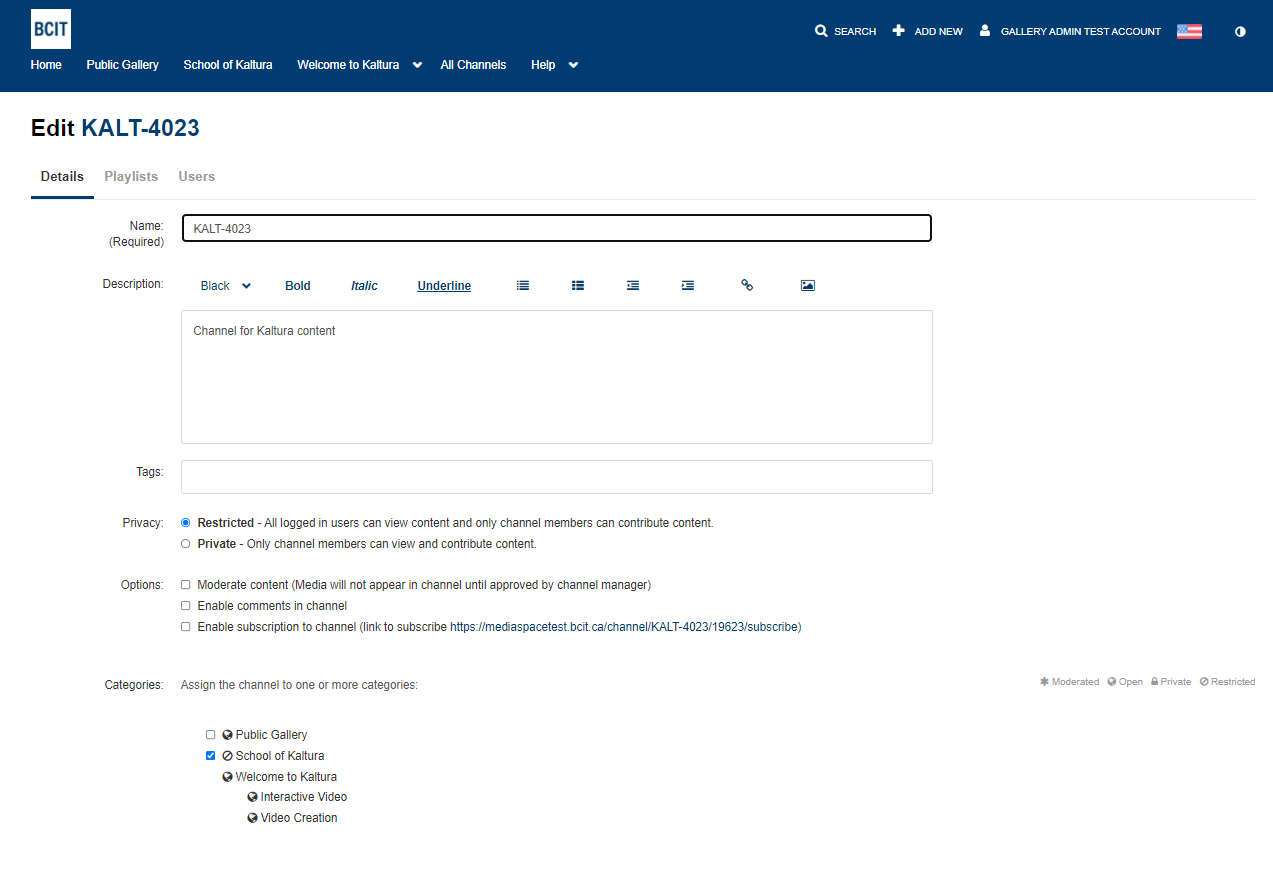 BCIT
SEARCH ADD NEW GALLERY ADMIN TEST ACCOUNT
Home Public Gallery School of Kaltura Welcome to Kaltura All Channels Help
Edit KALT-4023
Details Playlists Users
Name: KALT-4023
(Required)
Description: Black Bold Italic Underline
Channel for Kaltura content
Tags:
Privacy: Restricted - All logged in users can view content and only channel members can contribute content.
Private - Only channel members can view and contribute content.
Options: Moderate content (Media will not appear in channel until approved by channel manager)
Enable comments in channel
Enable subscription to channel (link to subscribe https://mediaspacetest.bcit.ca/channel/KALT-4023/19623/subscribe)
Categories: Assign the channel to one or more categories: Moderated Open Private Restricted
Public Gallery
School of Kaltura
Welcome to Kaltura
Interactive Video
Video Creation